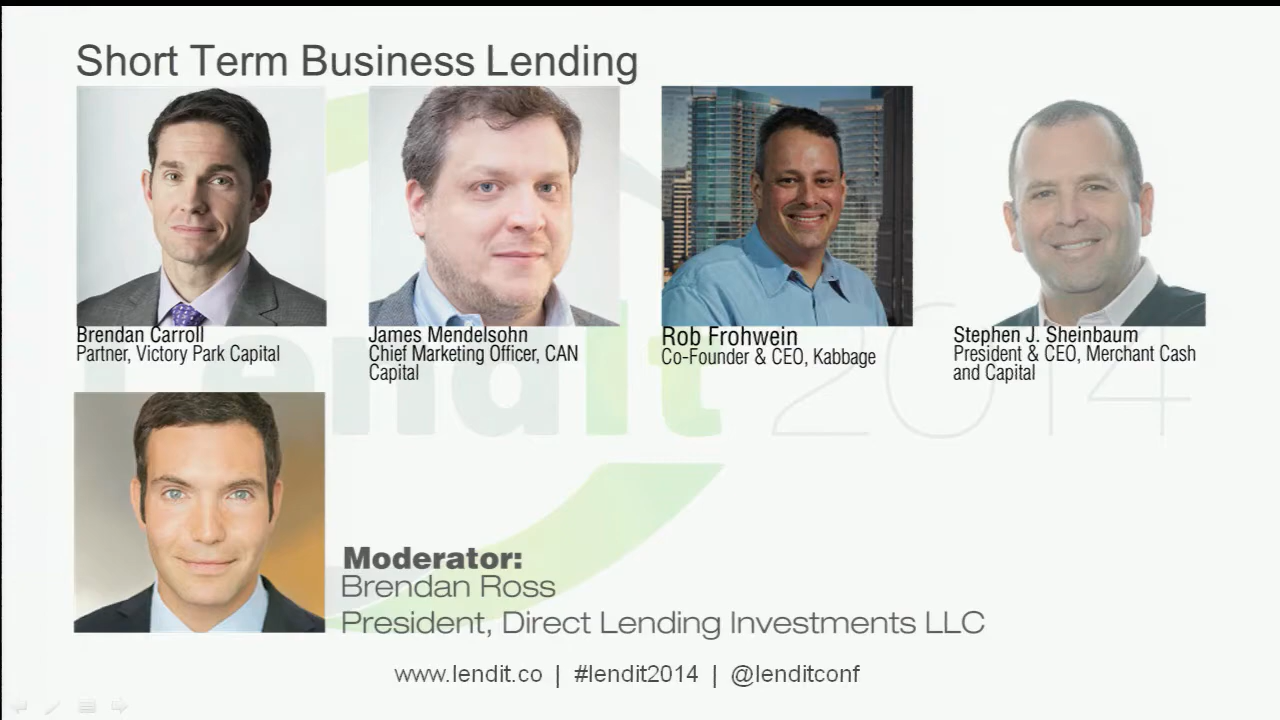 Short Term Business Lending
Brendan Carroll
Partner, Victory Park Capital
James Mendelsohn
Chief Marketing Officer, CAN
Capital
Rob Frohwein
Co-Founder & CEO, Kabbage
Stephen J. Sheinbaum
President & CEO, Merchant Cash
and Capital
LendIt 2014
Moderator:
Brendan Ross
President, Direct Lending Investments LLC
www.lendit.co | #lendit2014 | @lenditconf